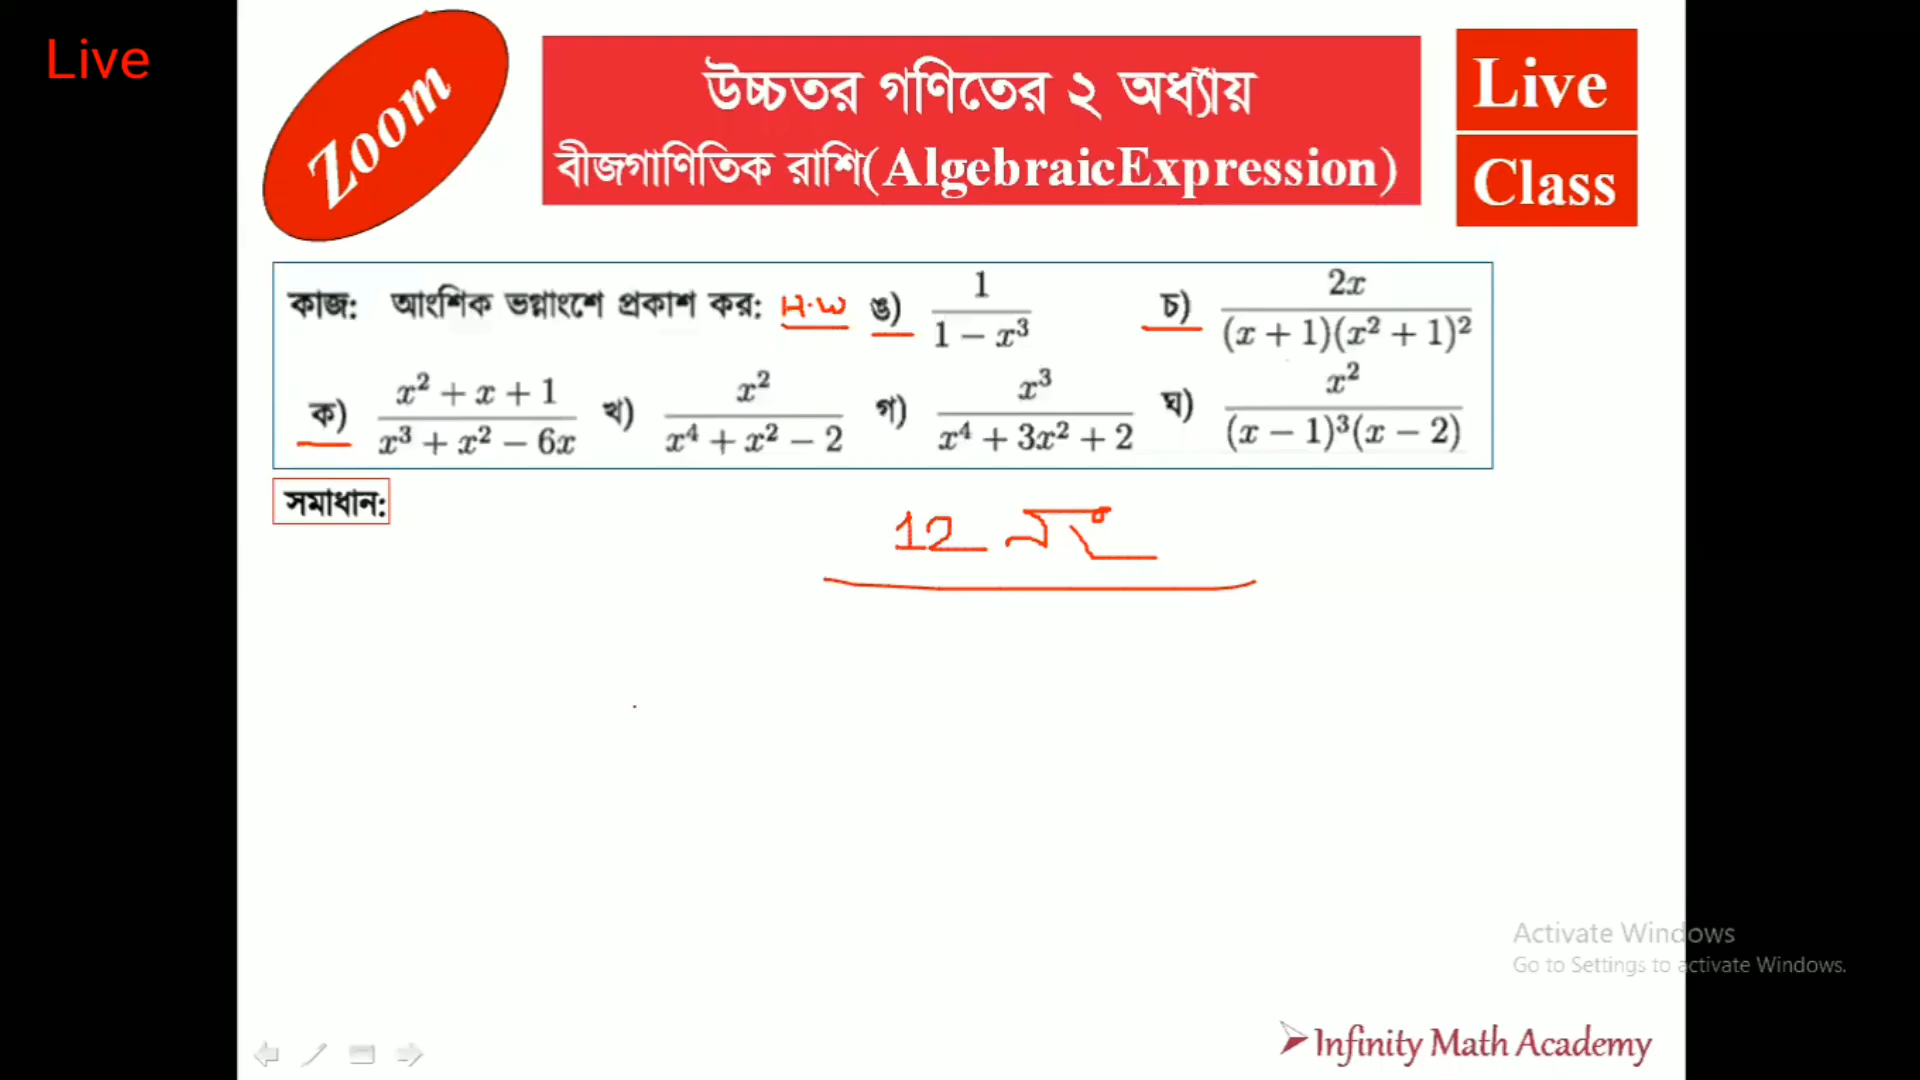 Live
Zoom
উচ্চতর গণিতের ২ অধ্যায়
বীজগাণিতিক রাশি(AlgebraicExpression)
Live
Class
কাজ: আংশিক ভগ্নাংশে প্রকাশ কর: H.W ঙ) 1 / (1 − x³) চ) 2x / ((x + 1)(x² + 1)²)
ক) (x² + x + 1) / (x³ + x² − 6x) খ) x² / (x⁴ + x² − 2) গ) x³ / (x⁴ + 3x² + 2) ঘ) x² / ((x − 1)³(x − 2))
সমাধান:
12
Activate Windows
Go to Settings to activate Windows.
Infinity Math Academy